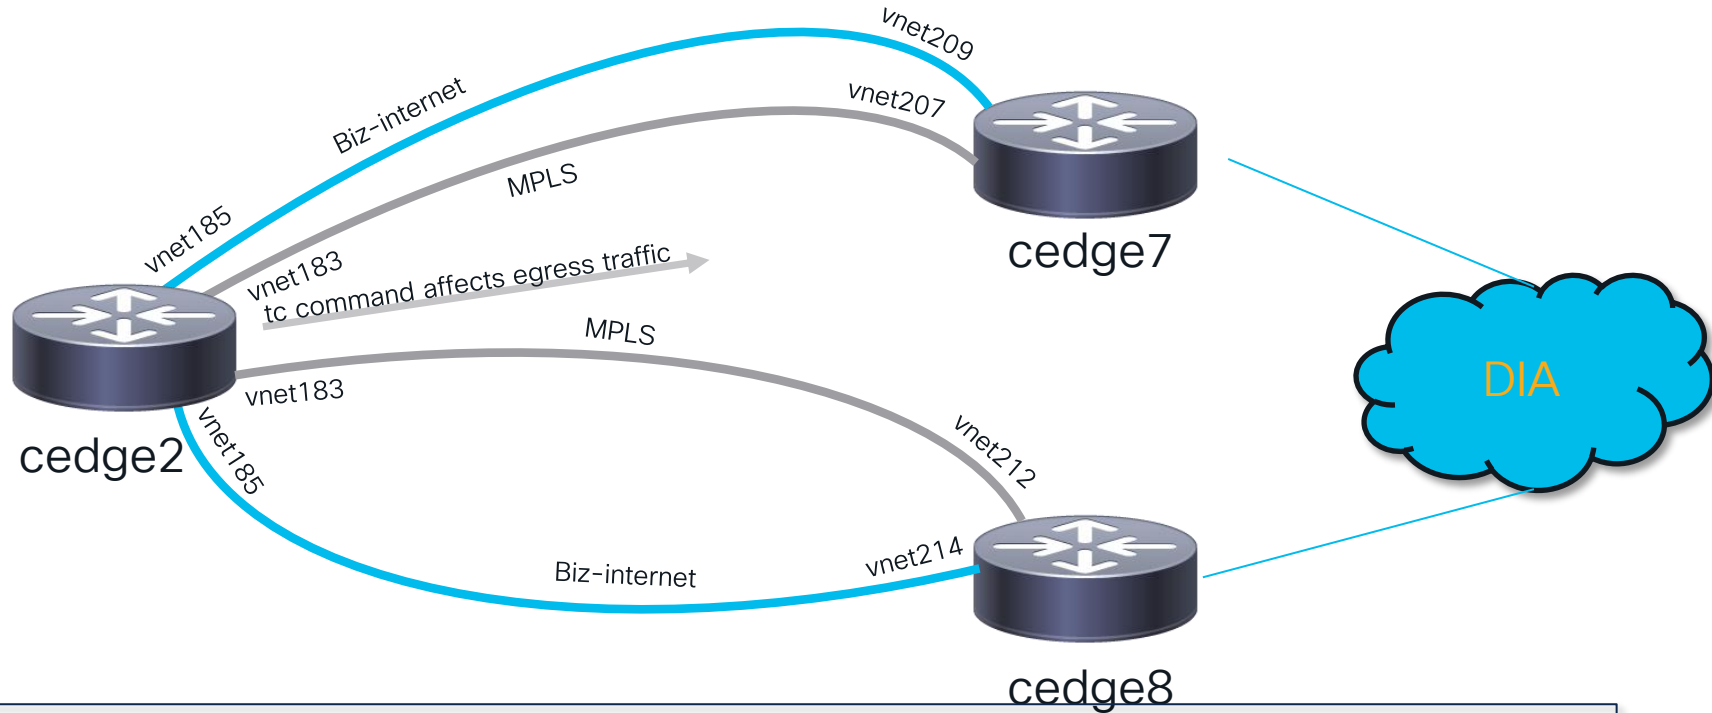 vnet209
Biz-internet
vnet207
MPLS
vnet185
vnet183
tc command affects egress traffic
cedge7
MPLS
vnet183
DIA
cedge2
vnet185
vnet212
Biz-internet
vnet214
cedge8